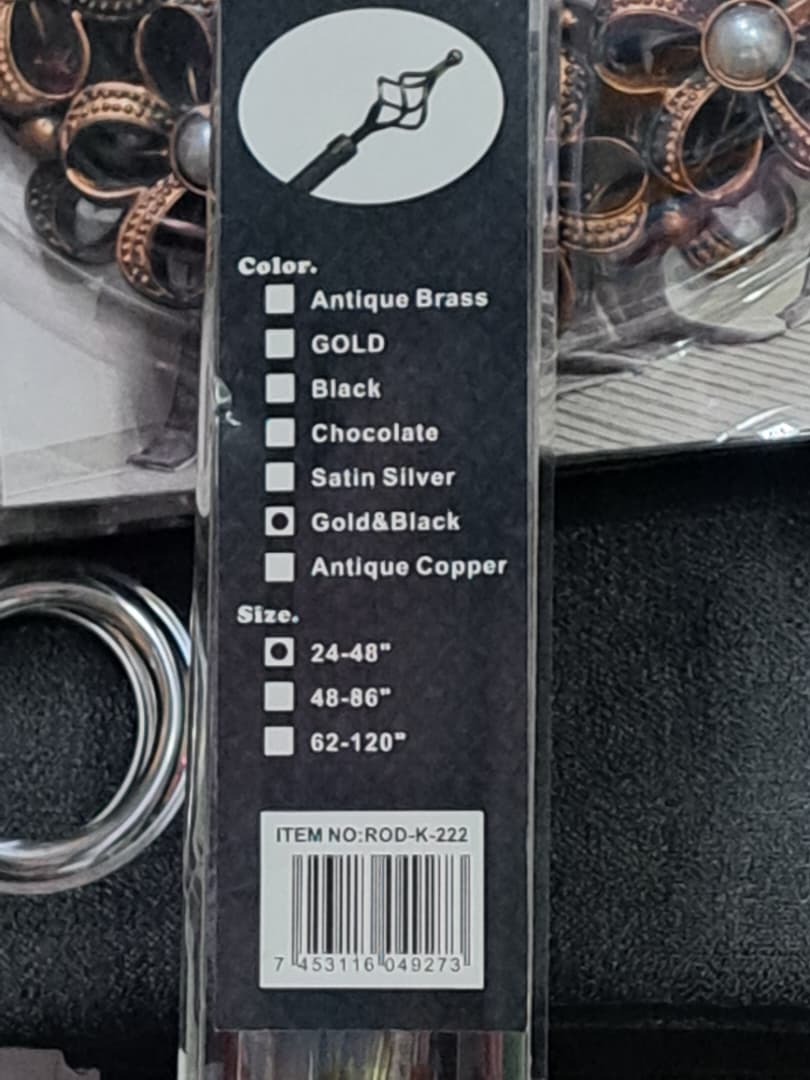 Color.
Antique Brass
GOLD
Black
Chocolate
Satin Silver
Gold&Black
Antique Copper
Size.
24-48"
48-86"
62-120"
ITEM NO:ROD-K-222
7 453116 049273